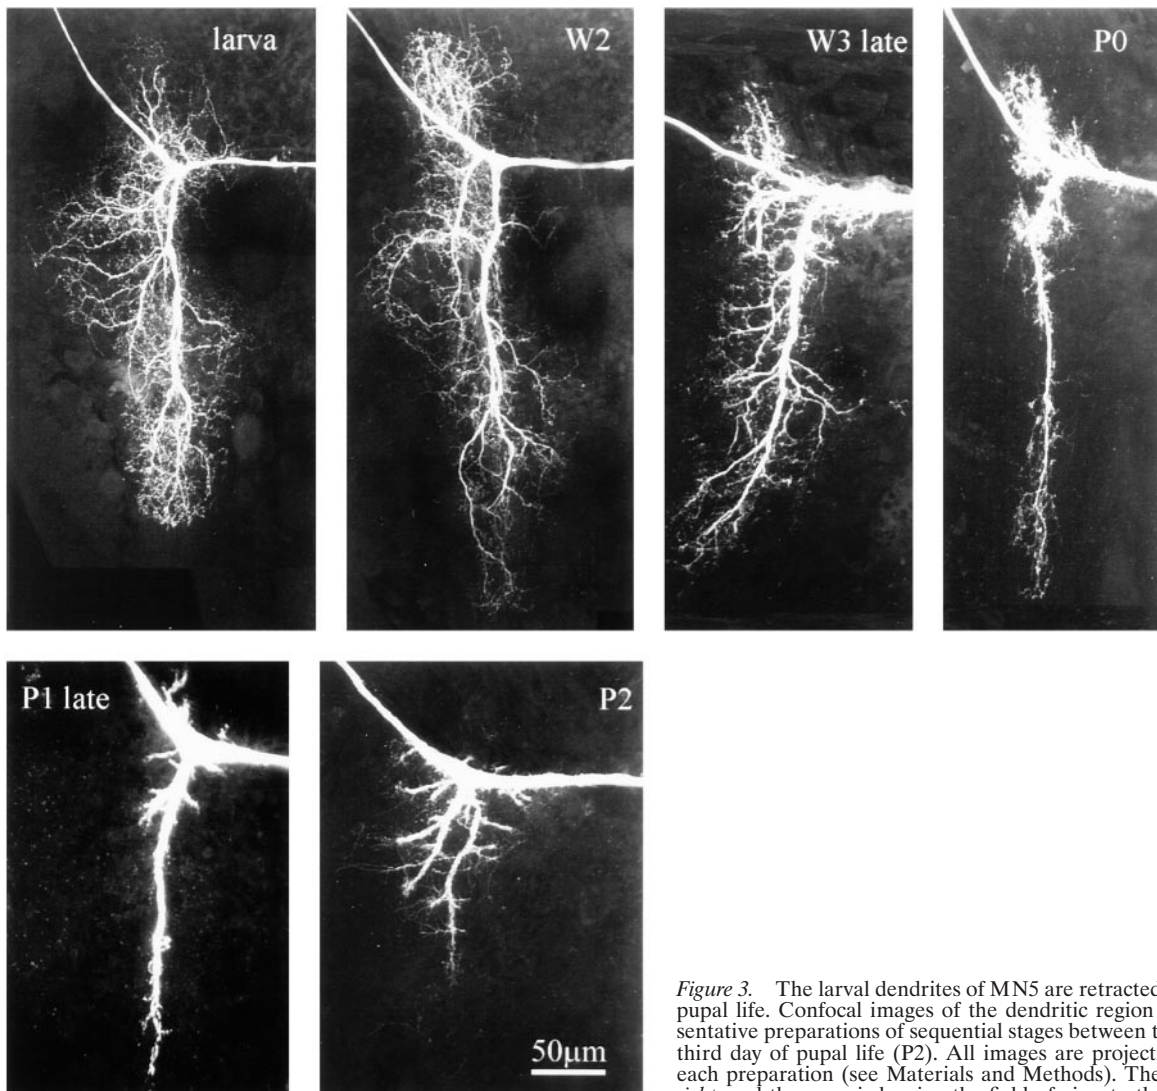 larva
W2
W3 late
P0
P1 late
P2
50µm
Figure 3. The larval dendrites of MN5 are retracted
pupal life. Confocal images of the dendritic region
sentative preparations of sequential stages between t
third day of pupal life (P2). All images are project
each preparation (see Materials and Methods). The